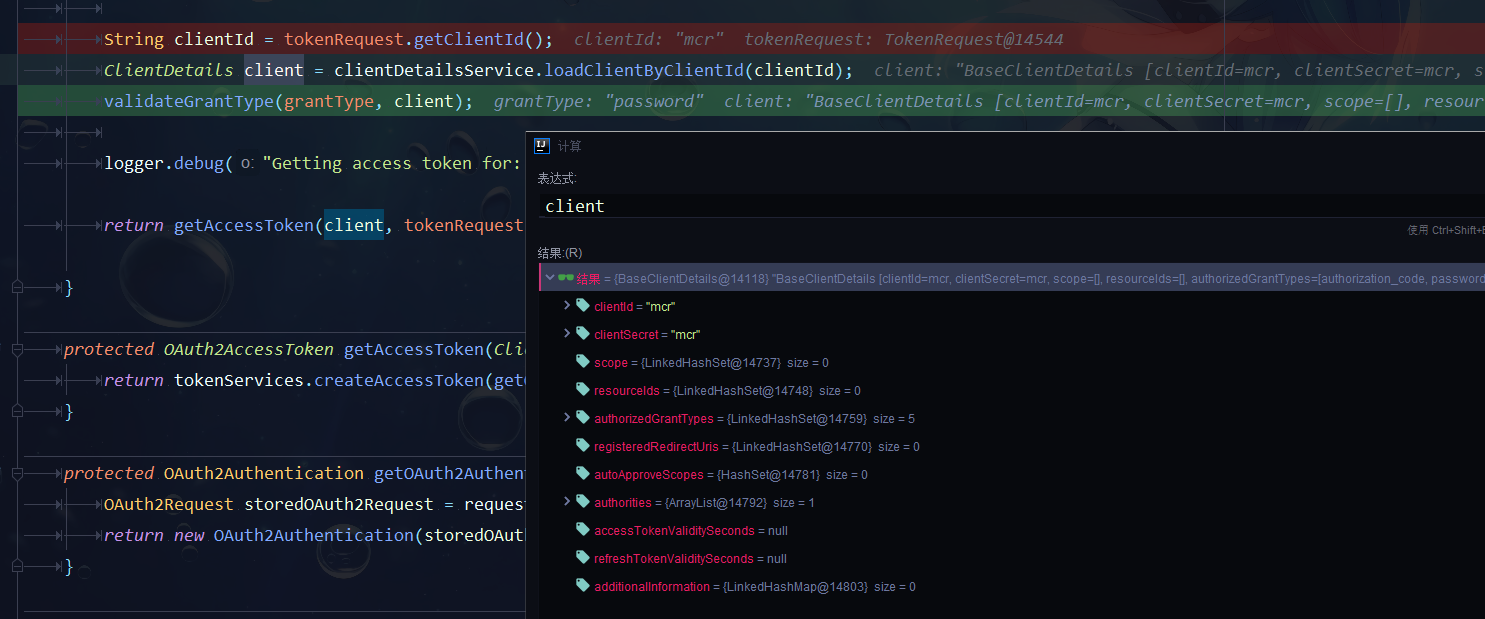 String clientId = tokenRequest.getClientId(); clientId: "mcr" tokenRequest: TokenRequest@14544
ClientDetails client = clientDetailsService.loadClientByClientId(clientId); client: "BaseClientDetails [clientId=mcr, clientSecret=mcr, s
validateGrantType(grantType, client); grantType: "password" client: "BaseClientDetails [clientId=mcr, clientSecret=mcr, scope=[], resour
logger.debug( o: "Getting access token for:
return getAccessToken(client, tokenRequest
}
protected OAuth2AccessToken getAccessToken(Cli
return tokenServices.createAccessToken(get
}
protected OAuth2Authentication getOAuth2Authen
OAuth2Request storedOAuth2Request = reques
return new OAuth2Authentication(storedOAut
}
IJ 计算
表达式:
client
使用 Ctrl+Shift+E
结果:(R)
结果 = {BaseClientDetails@14118} "BaseClientDetails [clientId=mcr, clientSecret=mcr, scope=[], resourceIds=[], authorizedGrantTypes=[authorization_code, password
clientId = "mcr"
clientSecret = "mcr"
scope = {LinkedHashSet@14737} size = 0
resourceIds = {LinkedHashSet@14748} size = 0
authorizedGrantTypes = {LinkedHashSet@14759} size = 5
registeredRedirectUris = {LinkedHashSet@14770} size = 0
autoApproveScopes = {HashSet@14781} size = 0
authorities = {ArrayList@14792} size = 1
accessTokenValiditySeconds = null
refreshTokenValiditySeconds = null
additionalInformation = {LinkedHashMap@14803} size = 0